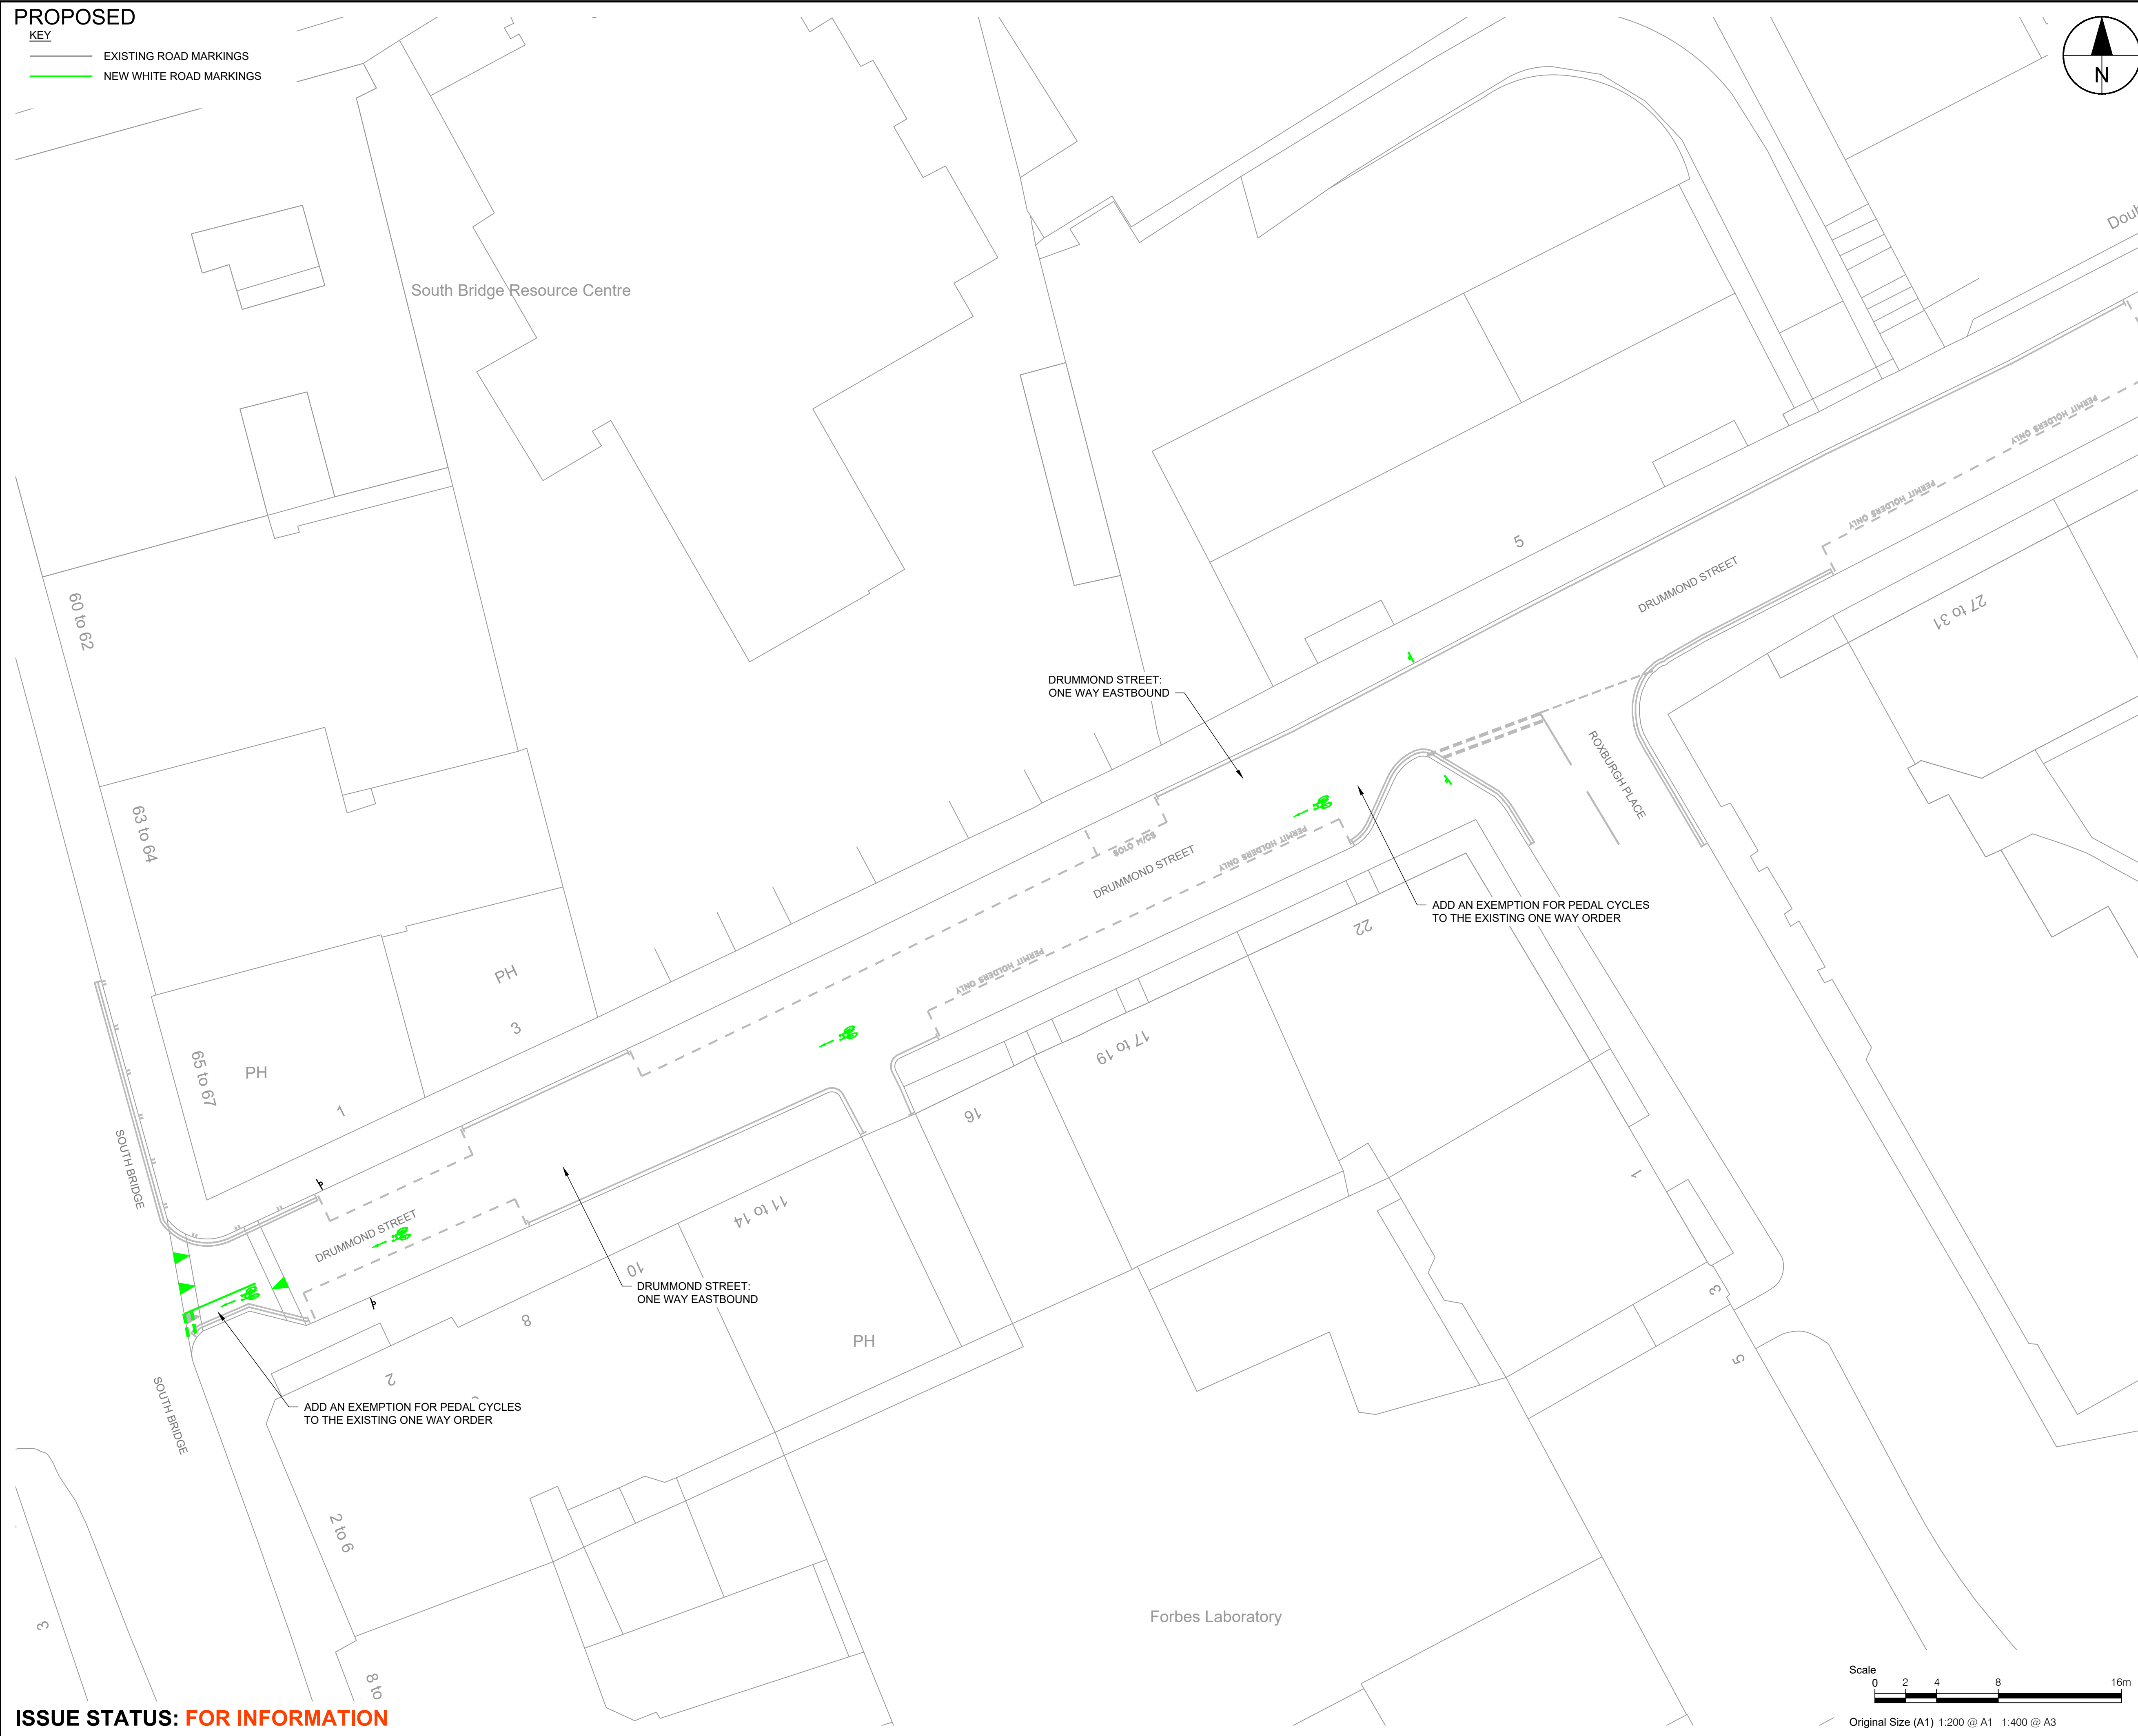 PROPOSED
KEY
EXISTING ROAD MARKINGS
NEW WHITE ROAD MARKINGS
N
South Bridge Resource Centre
60 to 62
63 to 64
65 to 67
PH
PH
1
3
5
DRUMMOND STREET
PERMIT HOLDERS ONLY
PERMIT HOLDERS ONLY
27 to 31
DRUMMOND STREET:
ONE WAY EASTBOUND
ROXBURGH PLACE
SOLO M/CS
DRUMMOND STREET
PERMIT HOLDERS ONLY
PERMIT HOLDERS ONLY
ADD AN EXEMPTION FOR PEDAL CYCLES
TO THE EXISTING ONE WAY ORDER
22
17 to 19
16
11 to 14
10
8
2
SOUTH BRIDGE
DRUMMOND STREET
DRUMMOND STREET:
ONE WAY EASTBOUND
PH
1
3
5
SOUTH BRIDGE
ADD AN EXEMPTION FOR PEDAL CYCLES
TO THE EXISTING ONE WAY ORDER
2 to 6
8 to
3
Forbes Laboratory
Scale
0 2 4 8 16m
Original Size (A1) 1:200 @ A1 1:400 @ A3
ISSUE STATUS: FOR INFORMATION